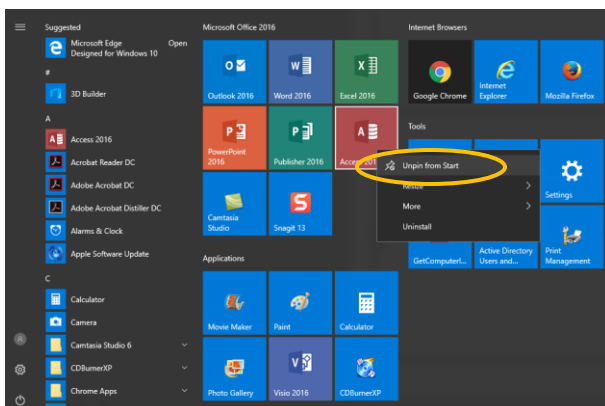 Suggested
Microsoft Edge
Designed for Windows 10
Open
#
3D Builder
A
Access 2016
Acrobat Reader DC
Adobe Acrobat DC
Adobe Acrobat Distiller DC
Alarms & Clock
Apple Software Update
C
Calculator
Camera
Camtasia Studio 6
CDBurnerXP
Chrome Apps
Microsoft Office 2016
Outlook 2016
Word 2016
Excel 2016
PowerPoint
2016
Publisher 2016
Access 201
Camtasia
Studio
Snagit 13
Applications
Movie Maker
Paint
Calculator
Photo Gallery
Visio 2016
CDBurnerXP
Internet Browsers
Google Chrome
Internet
Explorer
Mozilla Firefox
Tools
Unpin from Start
Resize
More
Uninstall
Settings
GetComputerI...
Active Directory
Users and...
Print
Management